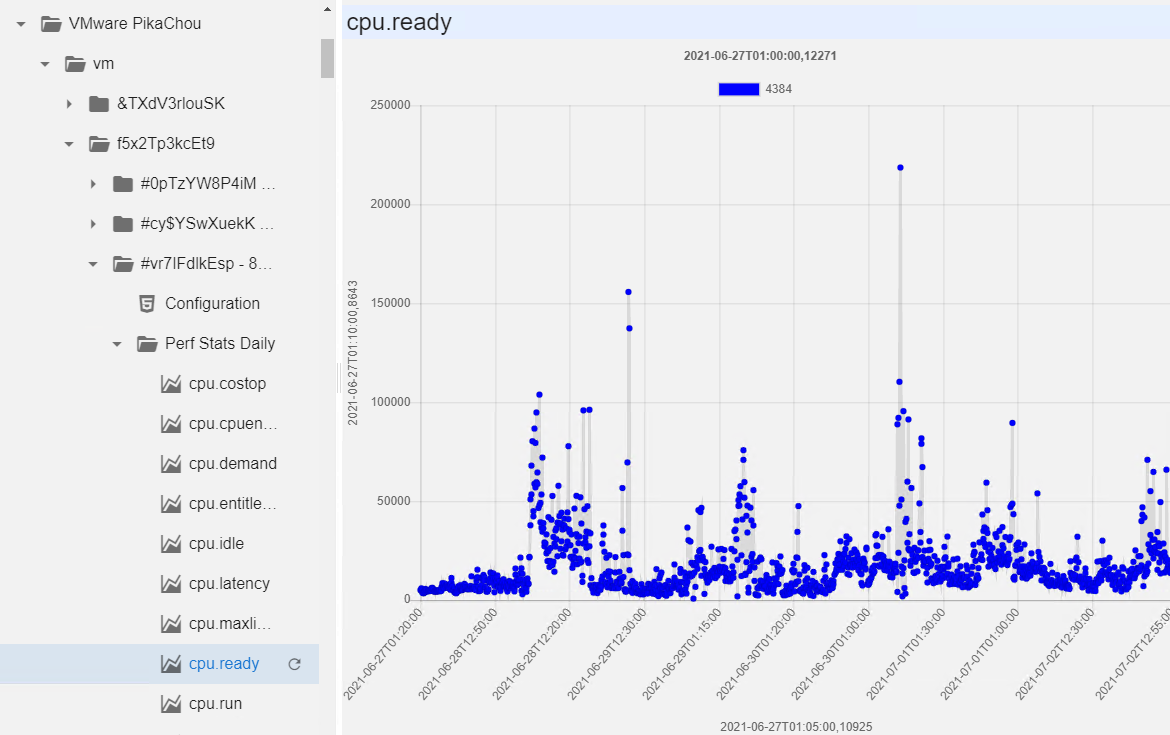 VMware PikaChou
vm
&TXdV3rlouSK
f5x2Tp3kcEt9
#0pTzYW8P4iM ...
#cy$YSwXuekK ...
#vr7IFdlkEsp - 8...
Configuration
Perf Stats Daily
cpu.costop
cpu.cpuen...
cpu.demand
cpu.entitle...
cpu.idle
cpu.latency
cpu.maxli...
cpu.ready
cpu.run
cpu.ready
2021-06-27T01:00:00,12271
4384
250000
200000
150000
100000
50000
0
2021-06-27T01:10:00,8643
2021-06-27T01:20:00
2021-06-28T12:50:00
2021-06-28T12:20:00
2021-06-29T12:30:00
2021-06-29T01:15:00
2021-06-30T01:20:00
2021-06-30T01:00:00
2021-07-01T01:30:00
2021-07-01T01:00:00
2021-07-02T12:30:00
2021-07-02T12:55:00
2021-06-27T01:05:00,10925